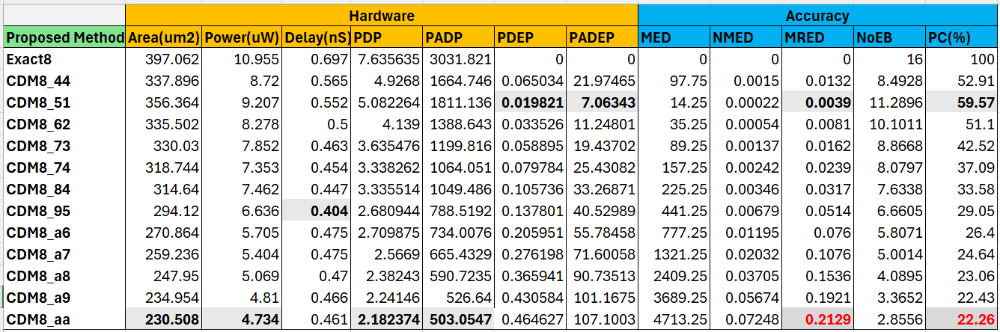 Hardware Accuracy
Proposed Method Area(um2) Power(uW) Delay(nS) PDP PADP PDEP PADEP MED NMED MRED NoEB PC(%)
Exact8 397.062 10.955 0.697 7.635635 3031.821 0 0 0 0 0 16 100
CDM8_44 337.896 8.72 0.565 4.9268 1664.746 0.065034 21.97465 97.75 0.0015 0.0132 8.4928 52.91
CDM8_51 356.364 9.207 0.552 5.082264 1811.136 0.019821 7.06343 14.25 0.00022 0.0039 11.2896 59.57
CDM8_62 335.502 8.278 0.5 4.139 1388.643 0.033526 11.24801 35.25 0.00054 0.0081 10.1011 51.1
CDM8_73 330.03 7.852 0.463 3.635476 1199.816 0.058895 19.43702 89.25 0.00137 0.0162 8.8668 42.52
CDM8_74 318.744 7.353 0.454 3.338262 1064.051 0.079784 25.43082 157.25 0.00242 0.0239 8.0797 37.09
CDM8_84 314.64 7.462 0.447 3.335514 1049.486 0.105736 33.26871 225.25 0.00346 0.0317 7.6338 33.58
CDM8_95 294.12 6.636 0.404 2.680944 788.5192 0.137801 40.52989 441.25 0.00679 0.0514 6.6605 29.05
CDM8_a6 270.864 5.705 0.475 2.709875 734.0076 0.205951 55.78458 777.25 0.01195 0.076 5.8071 26.4
CDM8_a7 259.236 5.404 0.475 2.5669 665.4329 0.276198 71.60058 1321.25 0.02032 0.1076 5.0014 24.64
CDM8_a8 247.95 5.069 0.47 2.38243 590.7235 0.365941 90.73513 2409.25 0.03705 0.1536 4.0895 23.06
CDM8_a9 234.954 4.81 0.466 2.24146 526.64 0.430584 101.1675 3689.25 0.05674 0.1921 3.3652 22.43
CDM8_aa 230.508 4.734 0.461 2.182374 503.0547 0.464627 107.1003 4713.25 0.07248 0.2129 2.8556 22.26